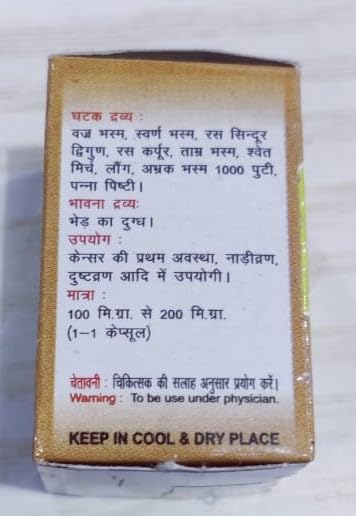 घटक द्रव्य :
वज्र भस्म, स्वर्ण भस्म, रस सिन्दूर
द्विगुण, रस कर्पूर, ताम्र भस्म, श्वेत
मिर्च, लौंग, अभ्रक भस्म 1000 पुटी,
पन्ना पिष्टी।
भावना द्रव्यः
भेड़ का दुग्ध।
उपयोग :
केन्सर की प्रथम अवस्था, नाड़ीव्रण,
दुष्टव्रण आदि में उपयोगी।
मात्रा :
100 मि.ग्रा. से 200 मि.ग्रा.
(1-1 केप्सूल)
चेतावनी : चिकित्सक की सलाह अनुसार प्रयोग करें।
Warning : To be use under physician.
KEEP IN COOL & DRY PLACE